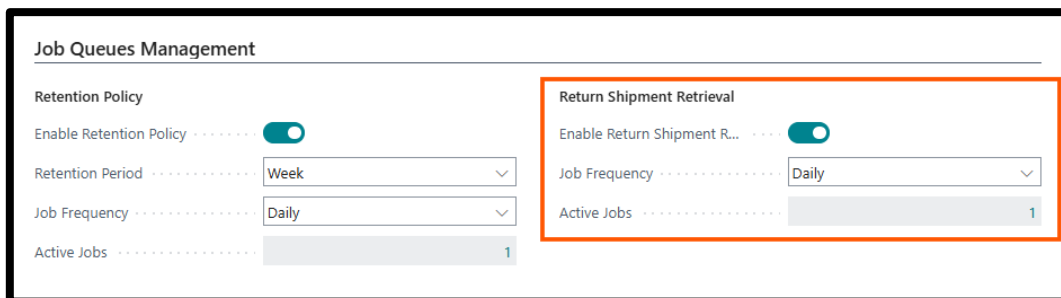 Job Queues Management
Retention Policy
Enable Retention Policy
Retention Period Week
Job Frequency Daily
Active Jobs 1
Return Shipment Retrieval
Enable Return Shipment R...
Job Frequency Daily
Active Jobs 1